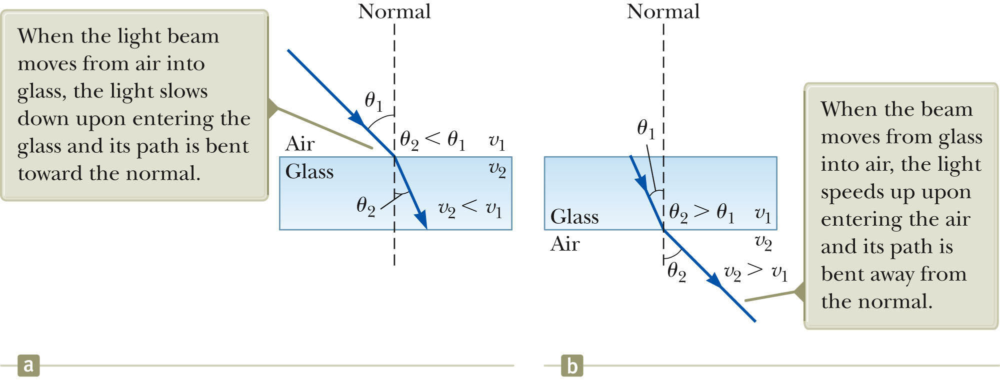 Normal
When the light beam
moves from air into
glass, the light slows
down upon entering the
glass and its path is bent
toward the normal.
θ1
Air
θ2 < θ1
v1
Glass
v2
θ2
v2 < v1
a
Normal
θ1
Glass
θ2 > θ1
v1
Air
v2
θ2
v2 > v1
When the beam
moves from glass
into air, the light
speeds up upon
entering the air
and its path is
bent away from
the normal.
b